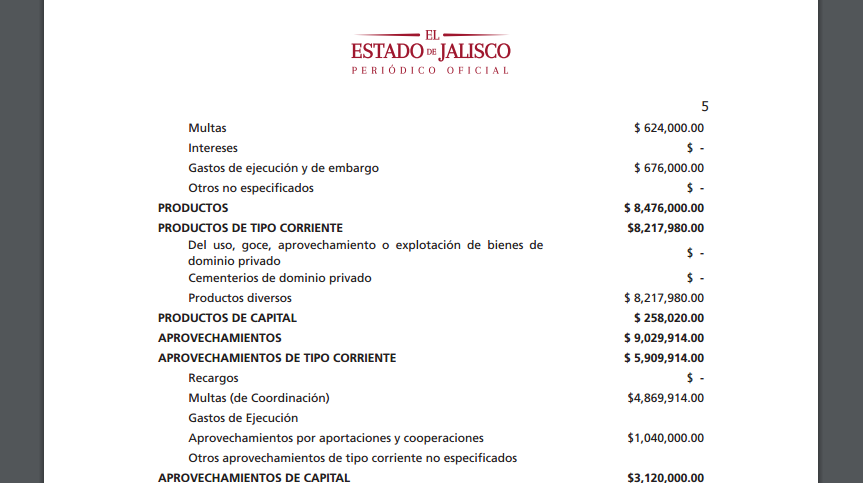 EL
ESTADO DE JALISCO
PERIÓDICO OFICIAL
5
Multas $ 624,000.00
Intereses $ -
Gastos de ejecución y de embargo $ 676,000.00
Otros no especificados $ -
PRODUCTOS $ 8,476,000.00
PRODUCTOS DE TIPO CORRIENTE $8,217,980.00
Del uso, goce, aprovechamiento o explotación de bienes de
dominio privado $ -
Cementerios de dominio privado $ -
Productos diversos $ 8,217,980.00
PRODUCTOS DE CAPITAL $ 258,020.00
APROVECHAMIENTOS $ 9,029,914.00
APROVECHAMIENTOS DE TIPO CORRIENTE $ 5,909,914.00
Recargos $ -
Multas (de Coordinación) $4,869,914.00
Gastos de Ejecución
Aprovechamientos por aportaciones y cooperaciones $1,040,000.00
Otros aprovechamientos de tipo corriente no especificados
APROVECHAMIENTOS DE CAPITAL $3,120,000.00